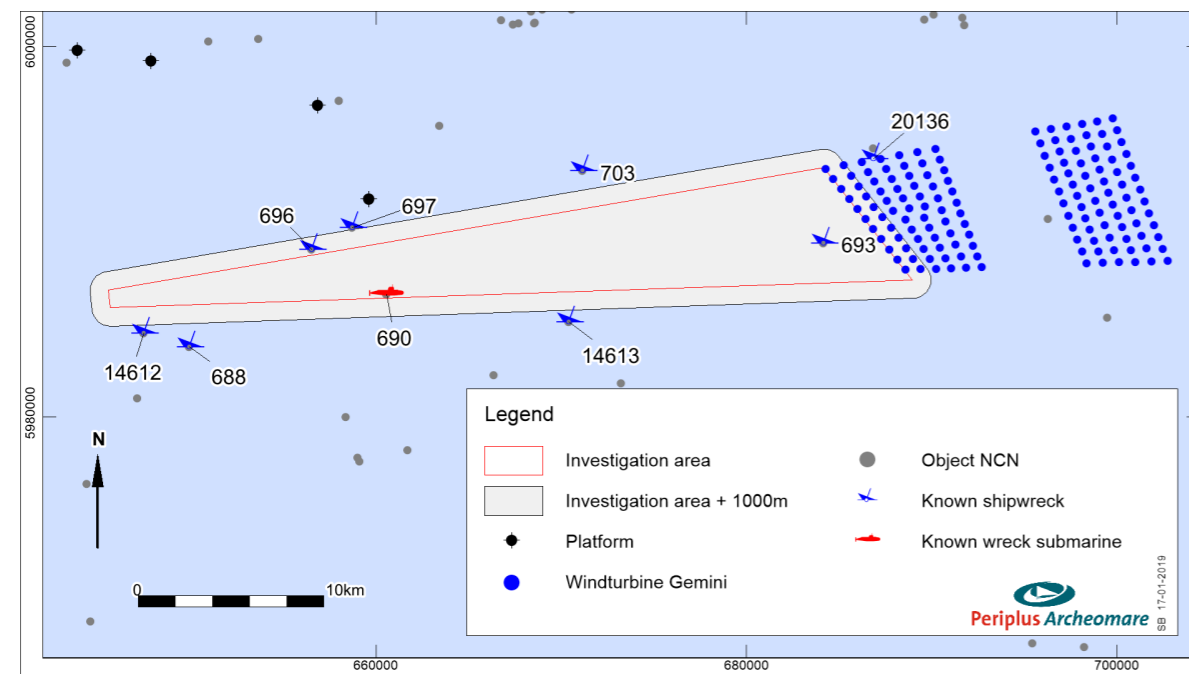 6000000
5980000
20136
703
697
696
693
690
14613
14612
688
N
0 10km
Legend
Investigation area
Investigation area + 1000m
Platform
Windturbine Gemini
Object NCN
Known shipwreck
Known wreck submarine
Periplus Archeomare
SB 17-01-2019
660000
680000
700000